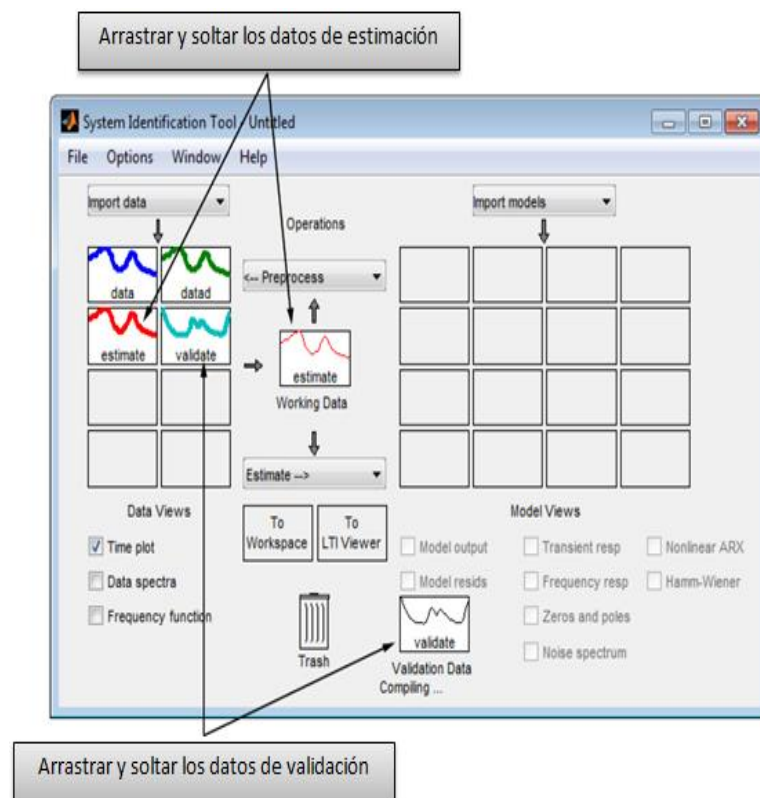 Arrastrar y soltar los datos de estimación
System Identification Tool - Untitled
File Options Window Help
Import data
Operations
Import models
data
datad
<-- Preprocess
estimate
validate
estimate
Working Data
Estimate -->
Data Views
To
Workspace
To
LTI Viewer
Model Views
Time plot
Data spectra
Frequency function
Model output
Transient resp
Nonlinear ARX
Model resids
Frequency resp
Hamm-Wiener
Zeros and poles
Noise spectrum
Trash
validate
Validation Data
Compiling ...
Arrastrar y soltar los datos de validación